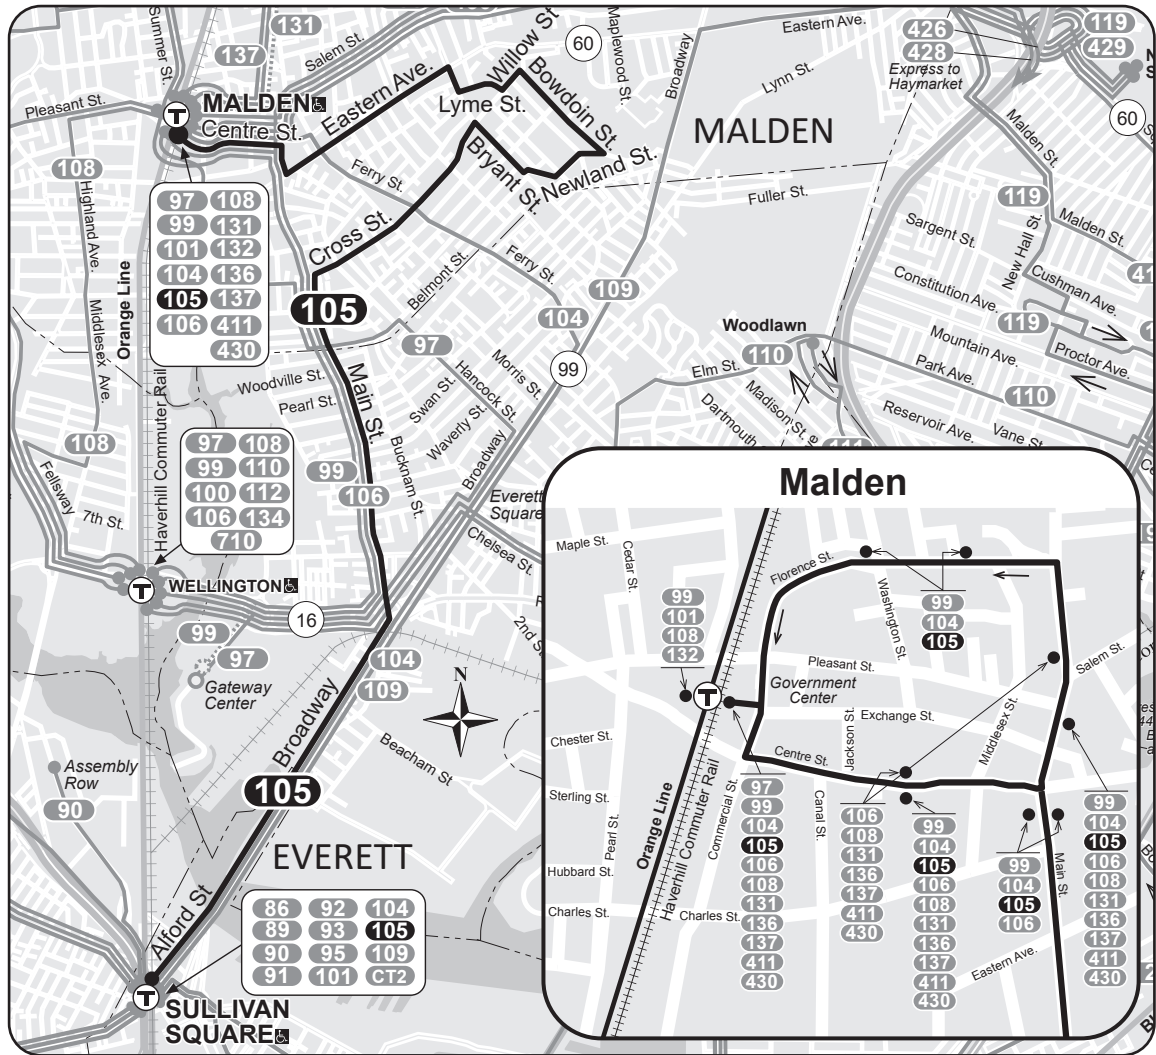 131
137
Salem St.
Summer St.
Pleasant St.
MALDEN
Centre St.
Eastern Ave.
Lyme St.
Willow St.
60
Maplewood St.
Broadway
Bowdoin St.
Eastern Ave.
Lynn St.
426
428
Express to
Haymarket
119
429
60
MALDEN
Malden St.
108
Highland Ave.
Ferry St.
Bryant St.
Newland St.
Fuller St.
119
97 108
99 131
101 132
104 136
105 137
106 411
430
Orange Line
Middlesex Ave.
Cross St.
105
Belmont St.
Ferry St.
109
104
97
99
Sargent St.
New Hall St.
Malden St.
Cushman Ave.
Constitution Ave.
119
Woodlawn
110
Elm St.
Mountain Ave.
Proctor Ave.
Park Ave.
110
Madison St.
Dartmouth
Reservoir Ave.
Vane St.
Woodville St.
Pearl St.
Main St.
Swan St.
Hancock St.
Morris St.
Waverly St.
Broadway
Bucknam St.
108
Haverhill Commuter Rail
Fellsway
7th St.
97 108
99 110
100 112
106 134
710
99
106
Everett
Square
Chelsea St.
T
WELLINGTON
16
2nd St.
99
97
Gateway
Center
104
109
N
Broadway
Beacham St
105
Assembly
Row
90
EVERETT
Alford St
86 92 104
89 93 105
90 95 109
91 101 CT2
T
SULLIVAN
SQUARE
Malden
Maple St.
Cedar St.
Florence St.
Washington St.
99
104
105
99
101
108
132
T
Pleasant St.
Government
Center
Salem St.
Exchange St.
Jackson St.
Middlesex St.
Chester St.
Centre St.
Sterling St.
Pearl St.
Orange Line
Haverhill Commuter Rail
Commercial St.
Canal St.
Hubbard St.
Charles St.
Charles St.
Main St.
Eastern Ave.
97
99
104
105
106
108
131
136
137
411
430
106
108
131
136
137
411
430
99
104
105
106
108
131
136
137
411
430
99
104
105
106
99
104
105
106
108
131
136
137
411
430